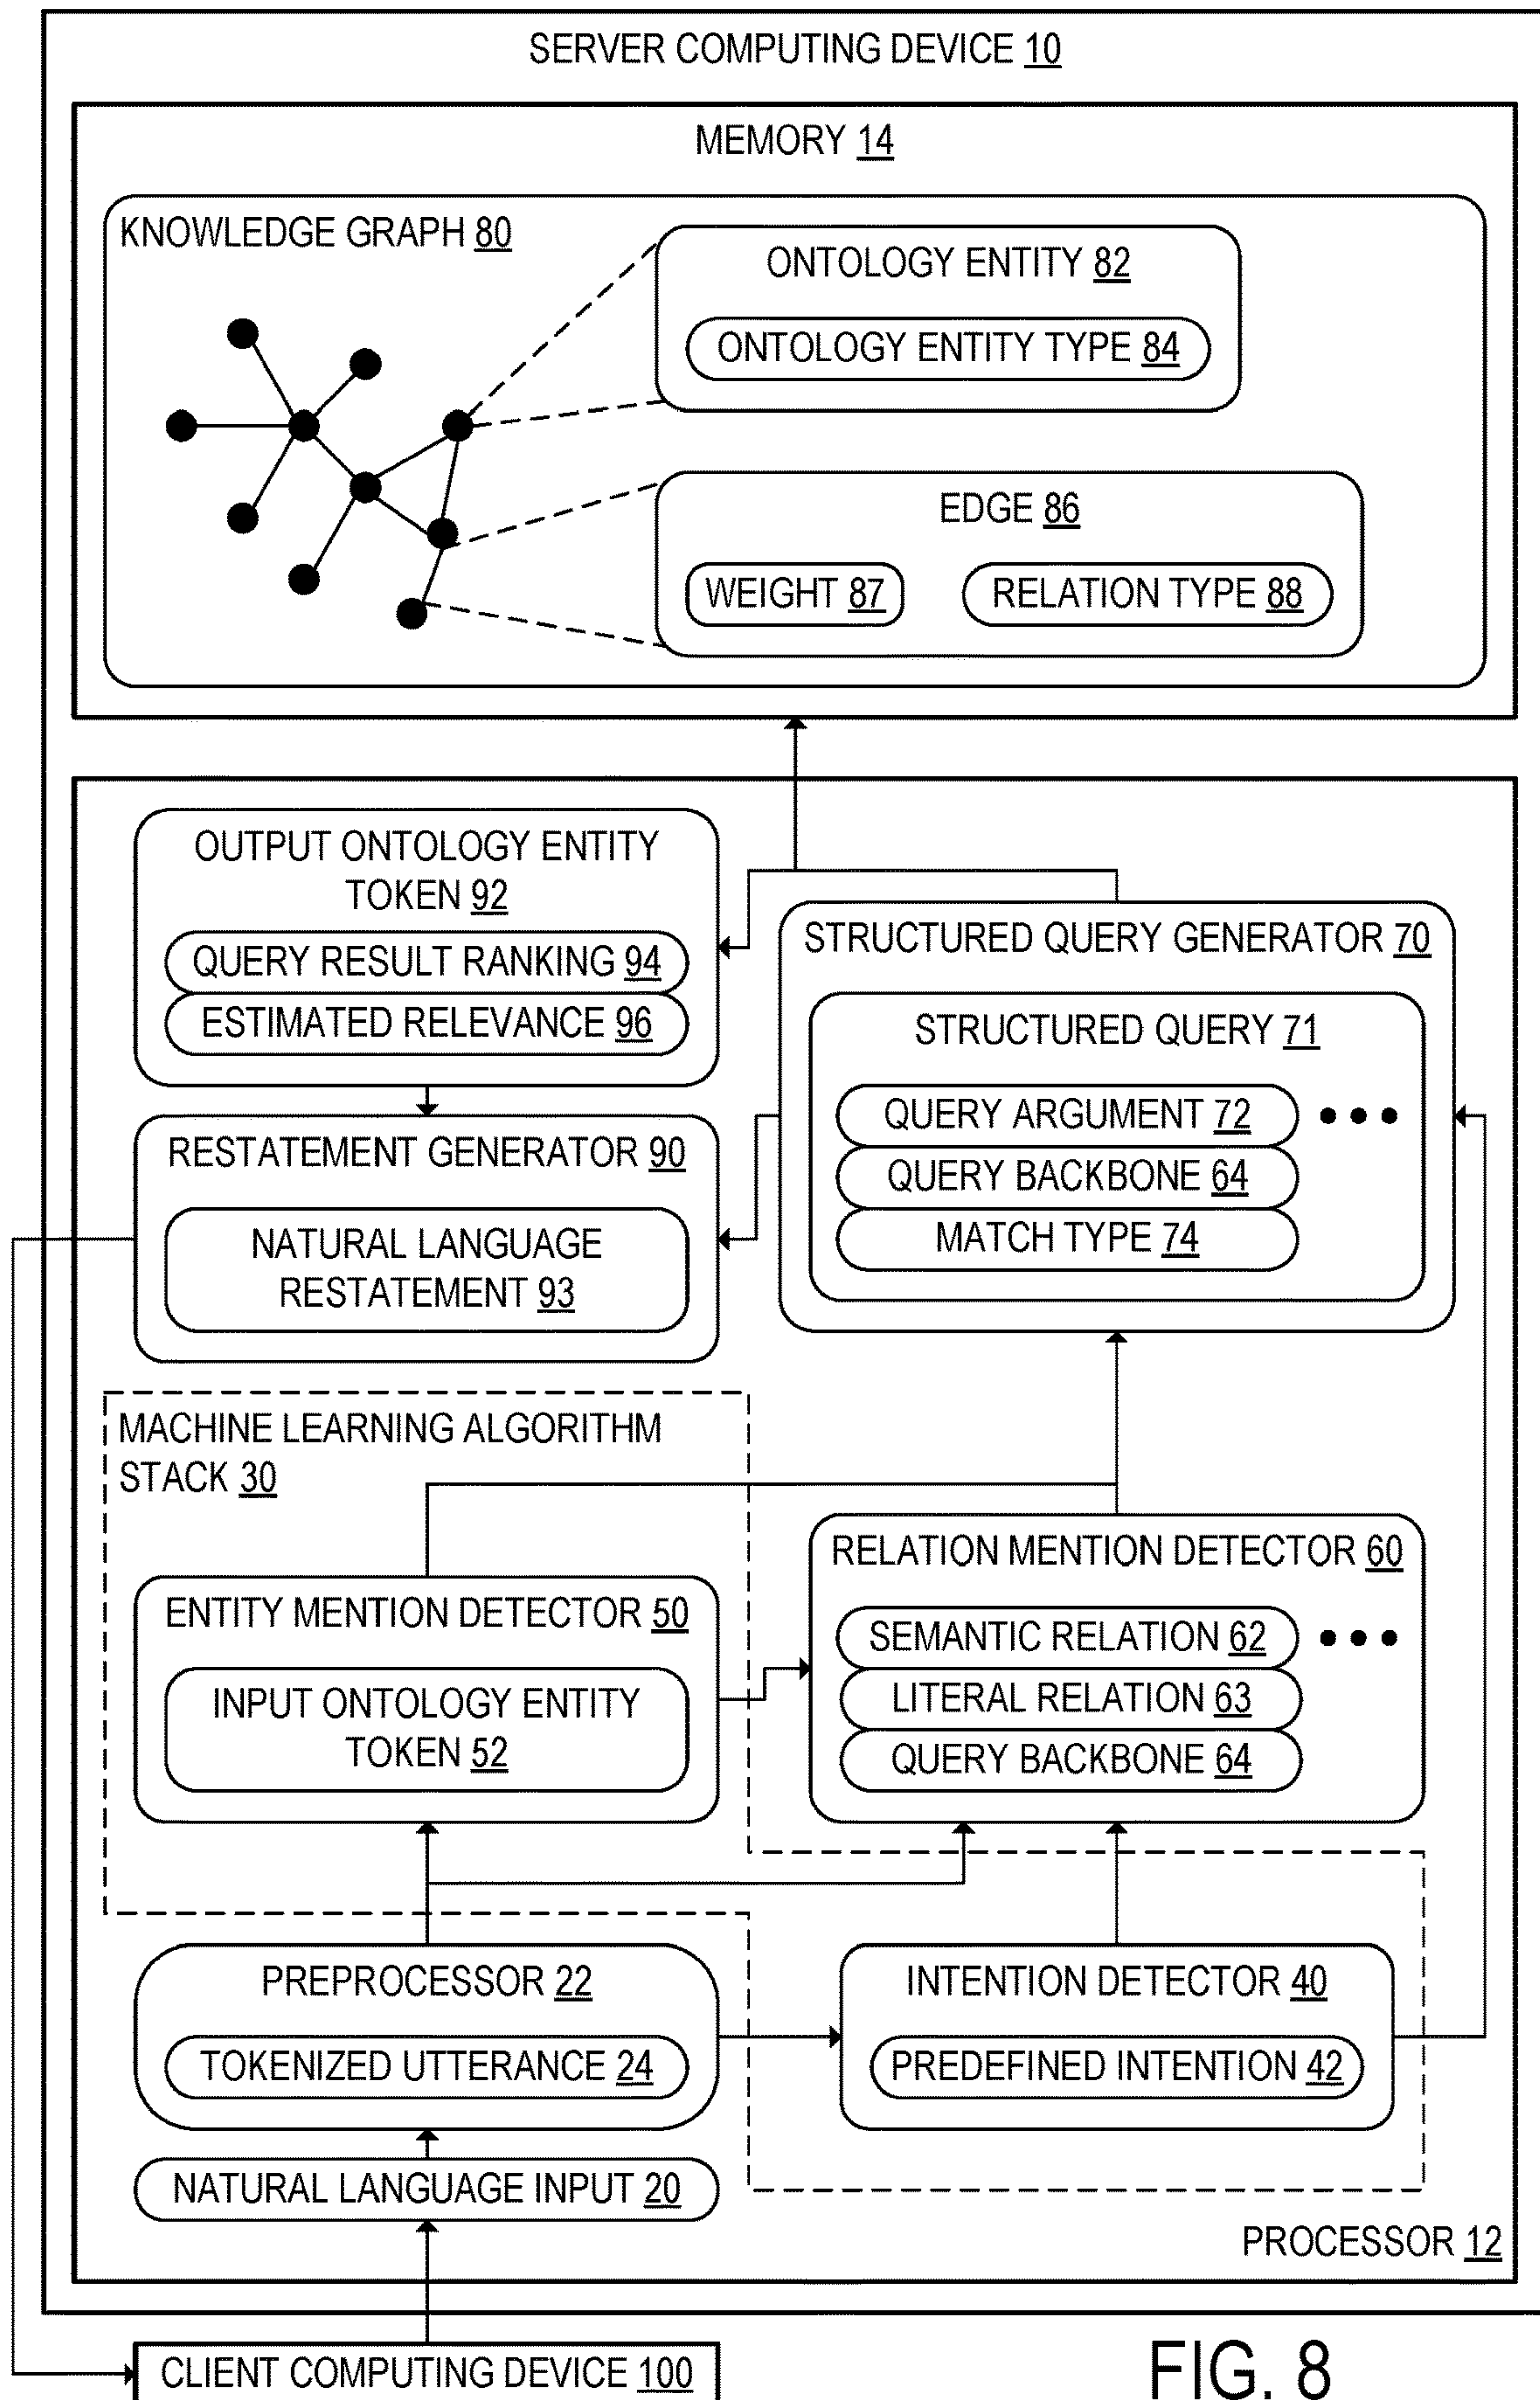 SERVER COMPUTING DEVICE 10
MEMORY 14
KNOWLEDGE GRAPH 80
ONTOLOGY ENTITY 82
ONTOLOGY ENTITY TYPE 84
EDGE 86
WEIGHT 87
RELATION TYPE 88
OUTPUT ONTOLOGY ENTITY
TOKEN 92
QUERY RESULT RANKING 94
ESTIMATED RELEVANCE 96
STRUCTURED QUERY GENERATOR 70
STRUCTURED QUERY 71
QUERY ARGUMENT 72
QUERY BACKBONE 64
MATCH TYPE 74
RESTATEMENT GENERATOR 90
NATURAL LANGUAGE
RESTATEMENT 93
MACHINE LEARNING ALGORITHM
STACK 30
ENTITY MENTION DETECTOR 50
INPUT ONTOLOGY ENTITY
TOKEN 52
RELATION MENTION DETECTOR 60
SEMANTIC RELATION 62
LITERAL RELATION 63
QUERY BACKBONE 64
PREPROCESSOR 22
TOKENIZED UTTERANCE 24
INTENTION DETECTOR 40
PREDEFINED INTENTION 42
NATURAL LANGUAGE INPUT 20
PROCESSOR 12
CLIENT COMPUTING DEVICE 100
FIG. 8